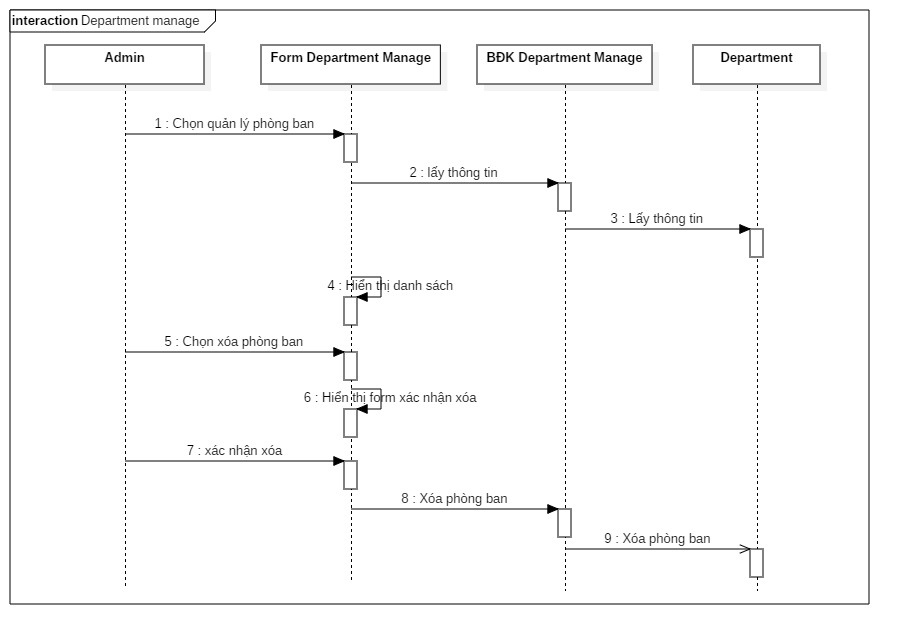 interaction Department manage
Admin
Form Department Manage
BĐK Department Manage
Department
1 : Chọn quản lý phòng ban
2 : lấy thông tin
3 : Lấy thông tin
4 : Hiển thị danh sách
5 : Chọn xóa phòng ban
6 : Hiển thị form xác nhận xóa
7 : xác nhận xóa
8 : Xóa phòng ban
9 : Xóa phòng ban